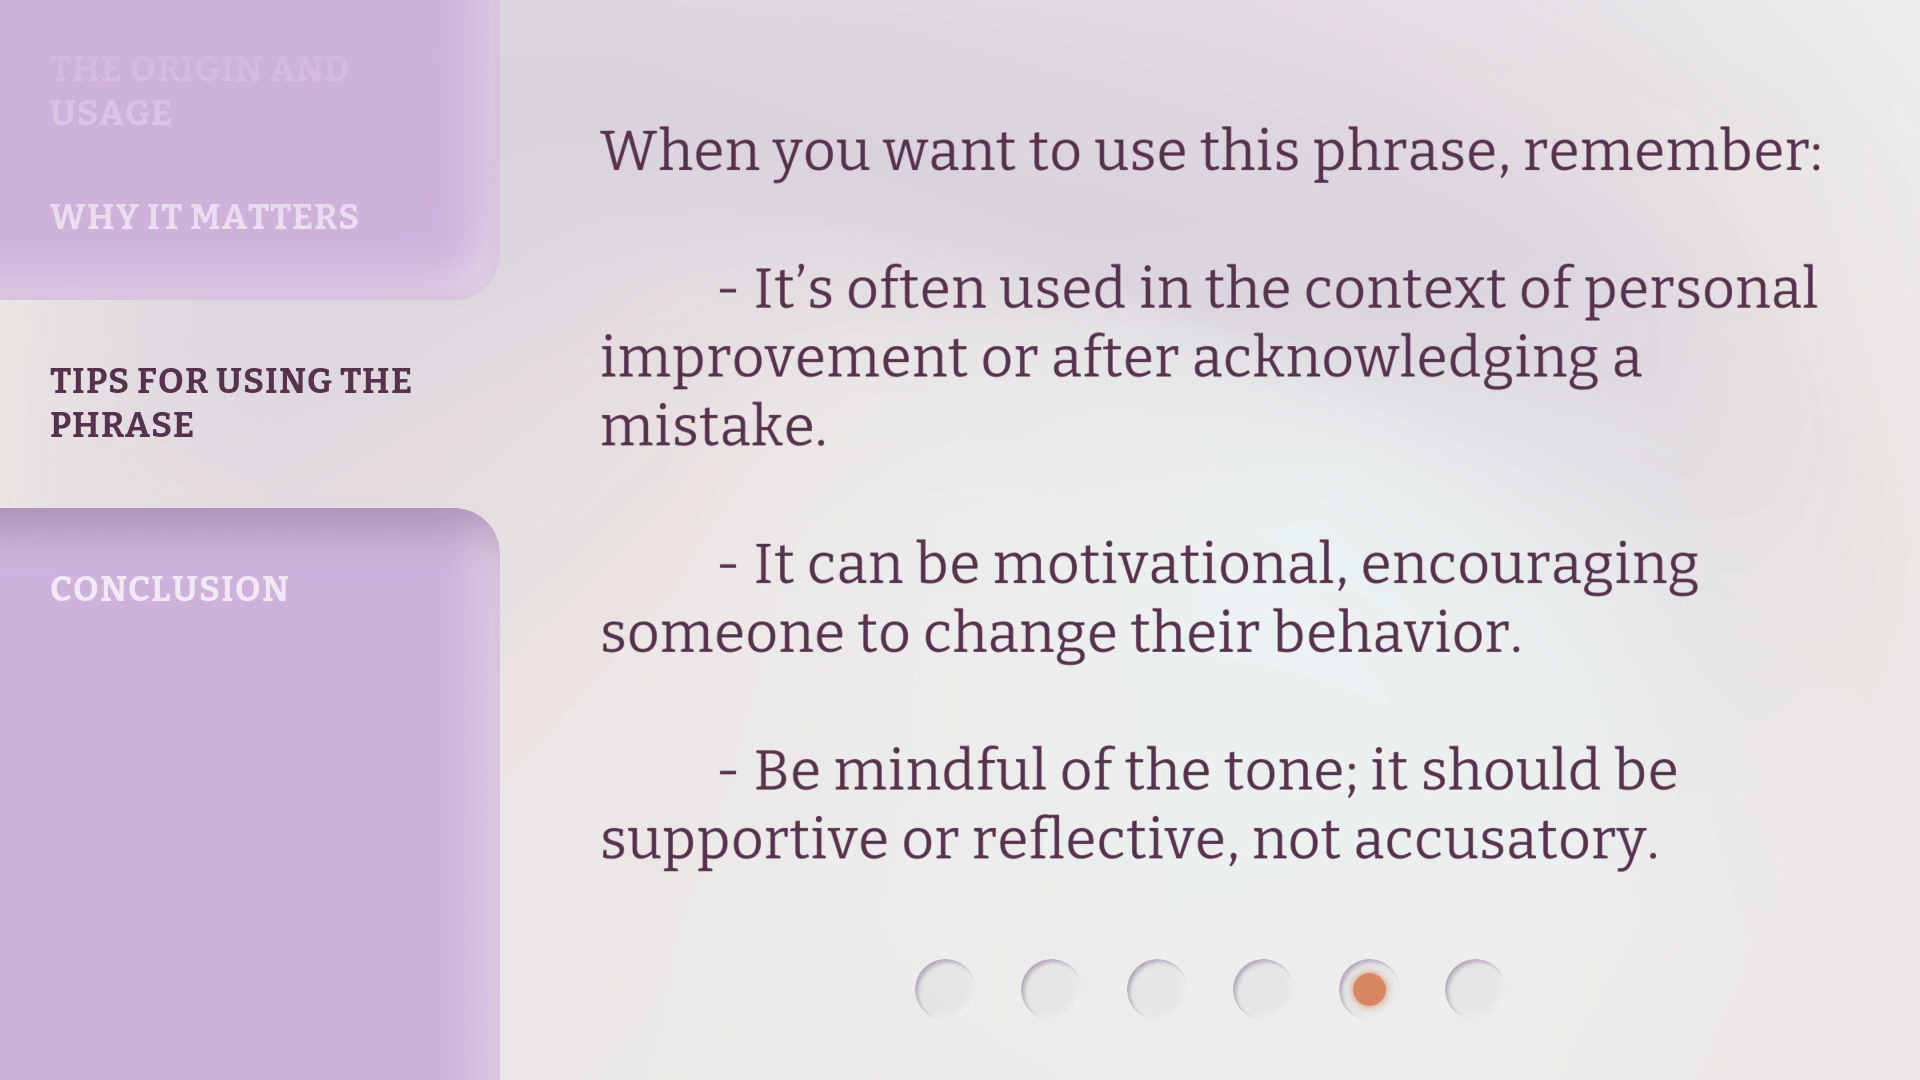 THE ORIGIN AND
USAGE
WHY IT MATTERS
TIPS FOR USING THE
PHRASE
CONCLUSION
When you want to use this phrase, remember:
- It’s often used in the context of personal
improvement or after acknowledging a
mistake.
- It can be motivational, encouraging
someone to change their behavior.
- Be mindful of the tone; it should be
supportive or reflective, not accusatory.